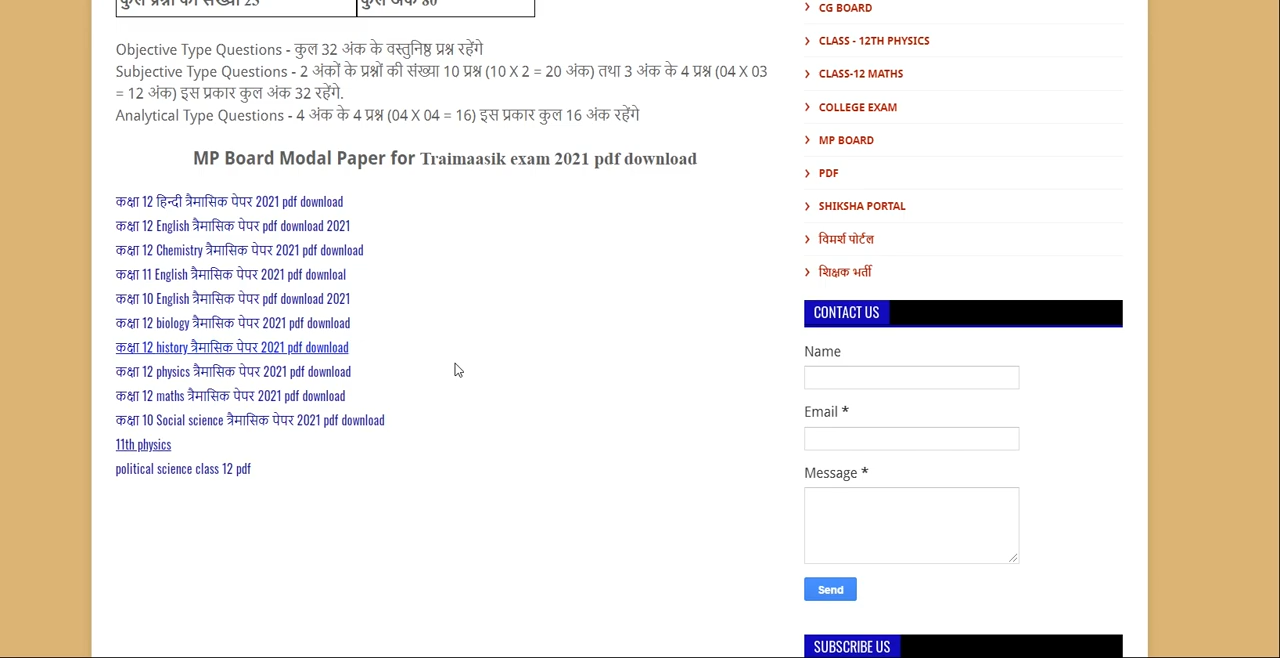 कुल प्रश्नों की संख्या 25
कुल अंक 80
Objective Type Questions - कुल 32 अंक के वस्तुनिष्ठ प्रश्न रहेंगे
Subjective Type Questions - 2 अंकों के प्रश्नों की संख्या 10 प्रश्न (10 X 2 = 20 अंक) तथा 3 अंक के 4 प्रश्न (04 X 03
= 12 अंक) इस प्रकार कुल अंक 32 रहेंगे.
Analytical Type Questions - 4 अंक के 4 प्रश्न (04 X 04 = 16) इस प्रकार कुल 16 अंक रहेंगे
MP Board Modal Paper for Traimaasik exam 2021 pdf download
कक्षा 12 हिन्दी त्रैमासिक पेपर 2021 pdf download
कक्षा 12 English त्रैमासिक पेपर pdf download 2021
कक्षा 12 Chemistry त्रैमासिक पेपर 2021 pdf download
कक्षा 11 English त्रैमासिक पेपर 2021 pdf downloal
कक्षा 10 English त्रैमासिक पेपर pdf download 2021
कक्षा 12 biology त्रैमासिक पेपर 2021 pdf download
कक्षा 12 history त्रैमासिक पेपर 2021 pdf download
कक्षा 12 physics त्रैमासिक पेपर 2021 pdf download
कक्षा 12 maths त्रैमासिक पेपर 2021 pdf download
कक्षा 10 Social science त्रैमासिक पेपर 2021 pdf download
11th physics
political science class 12 pdf
CG BOARD
CLASS - 12TH PHYSICS
CLASS-12 MATHS
COLLEGE EXAM
MP BOARD
PDF
SHIKSHA PORTAL
विमर्श पोर्टल
शिक्षक भर्ती
CONTACT US
Name
Email *
Message *
Send
SUBSCRIBE US